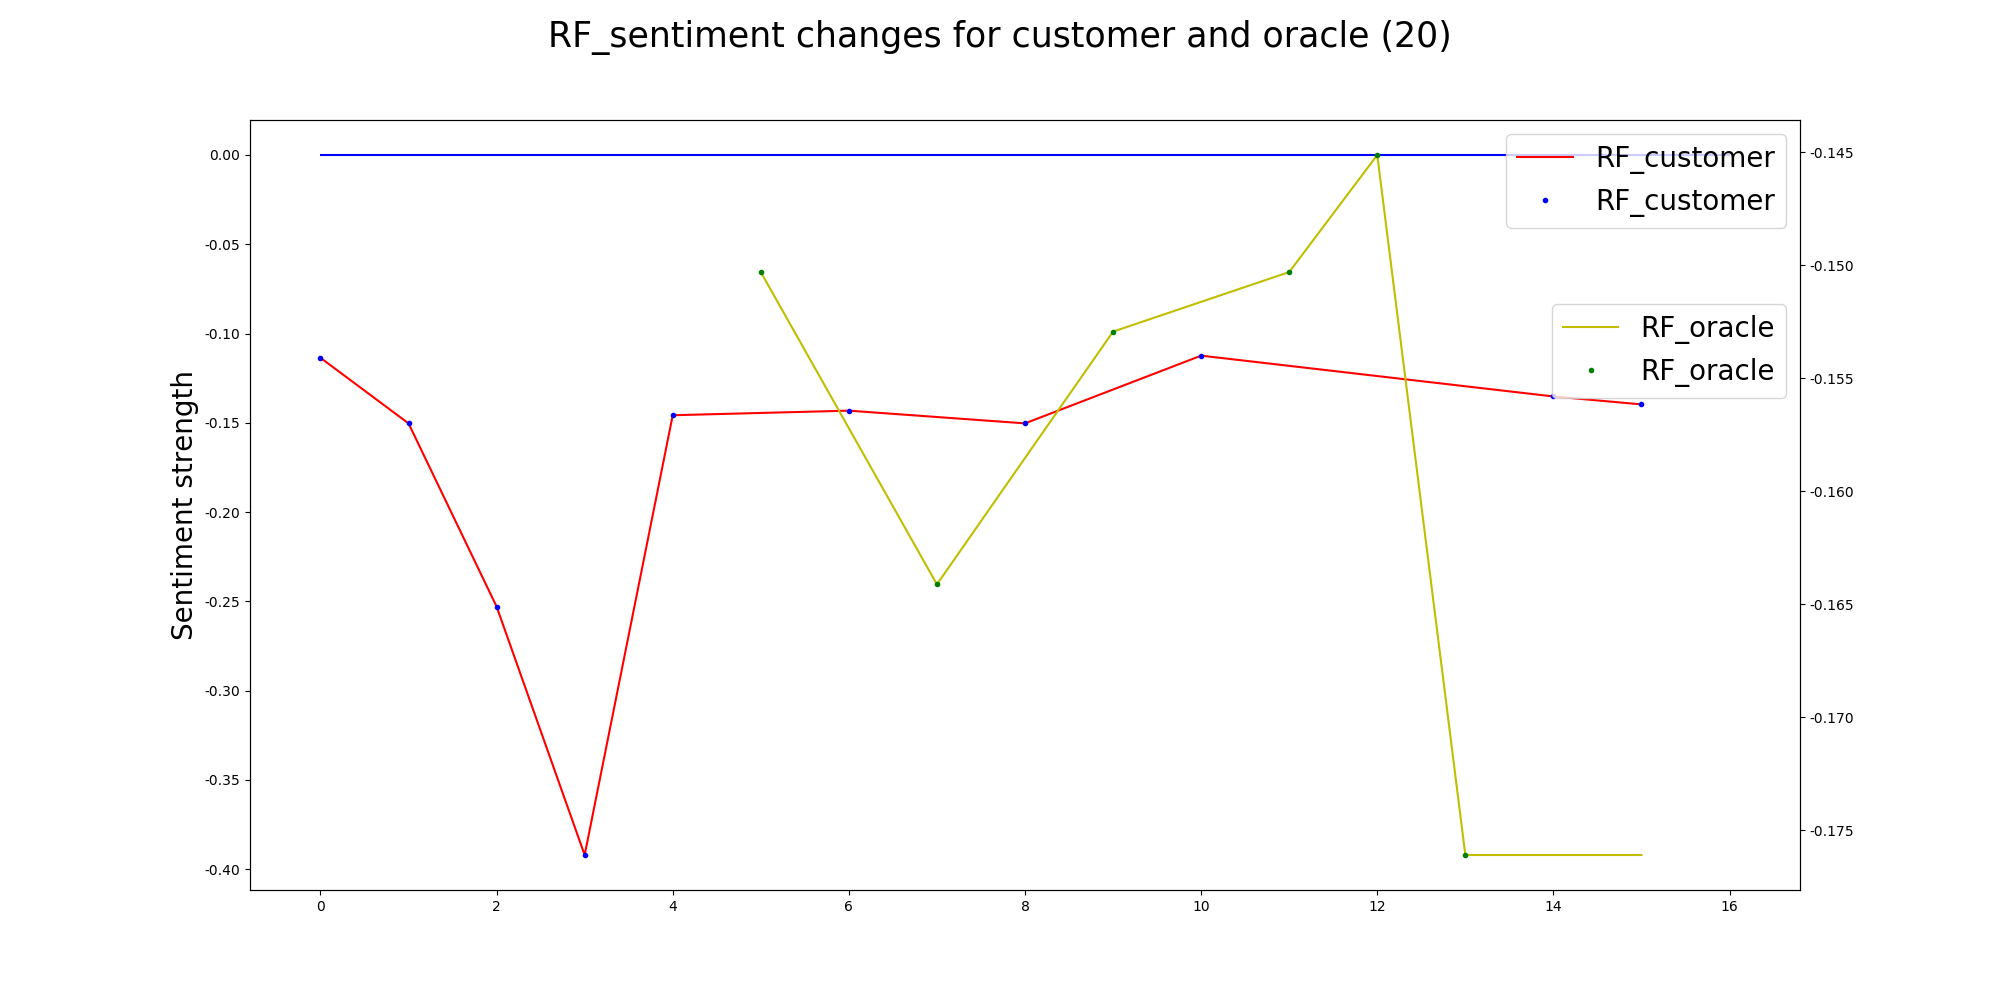 RF_sentiment changes for customer and oracle (20)
Sentiment strength
0.00
-0.05
-0.10
-0.15
-0.20
-0.25
-0.30
-0.35
-0.40
0 2 4 6 8 10 12 14 16
-0.145
-0.150
-0.155
-0.160
-0.165
-0.170
-0.175
RF_customer
RF_customer
RF_oracle
RF_oracle